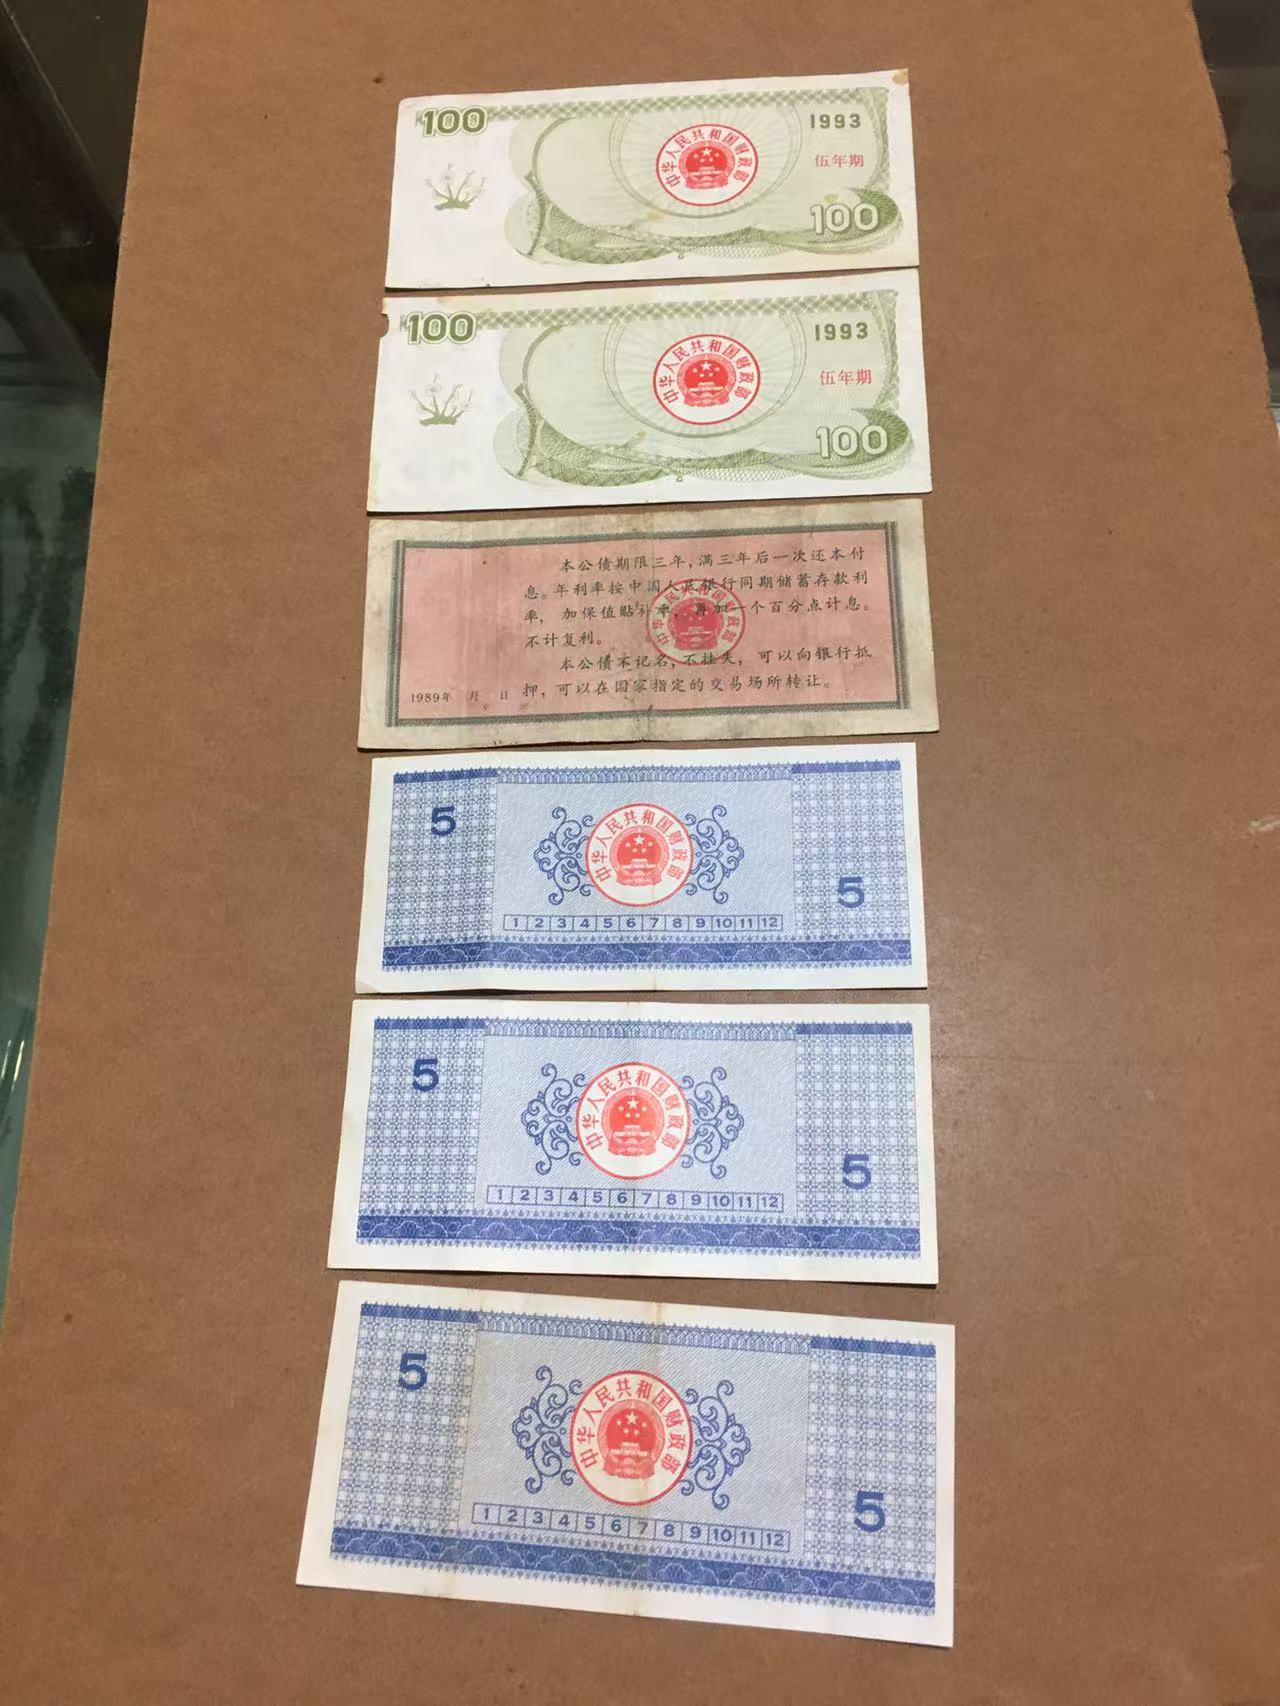 100
1993
中华人民共和国财政部
伍年期
100
100
1993
中华人民共和国财政部
伍年期
100
本公债期限三年，满三年后一次还本付
息。年利率按中国人民银行同期储蓄存款利
率，加保值贴补率，再加一个百分点计息。
不计复利。
本公债不记名，不挂失，可以向银行抵
押，可以在国家指定的交易场所转让。
1989年 月 日
中华人民共和国财政部
5
中华人民共和国财政部
5
1 2 3 4 5 6 7 8 9 10 11 12
5
中华人民共和国财政部
5
1 2 3 4 5 6 7 8 9 10 11 12
5
中华人民共和国财政部
5
1 2 3 4 5 6 7 8 9 10 11 12